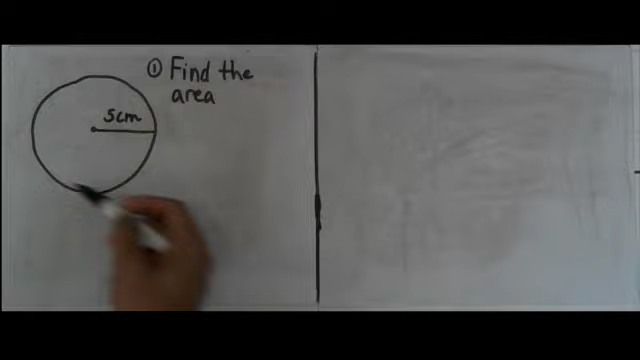 ① Find the
area
5cm